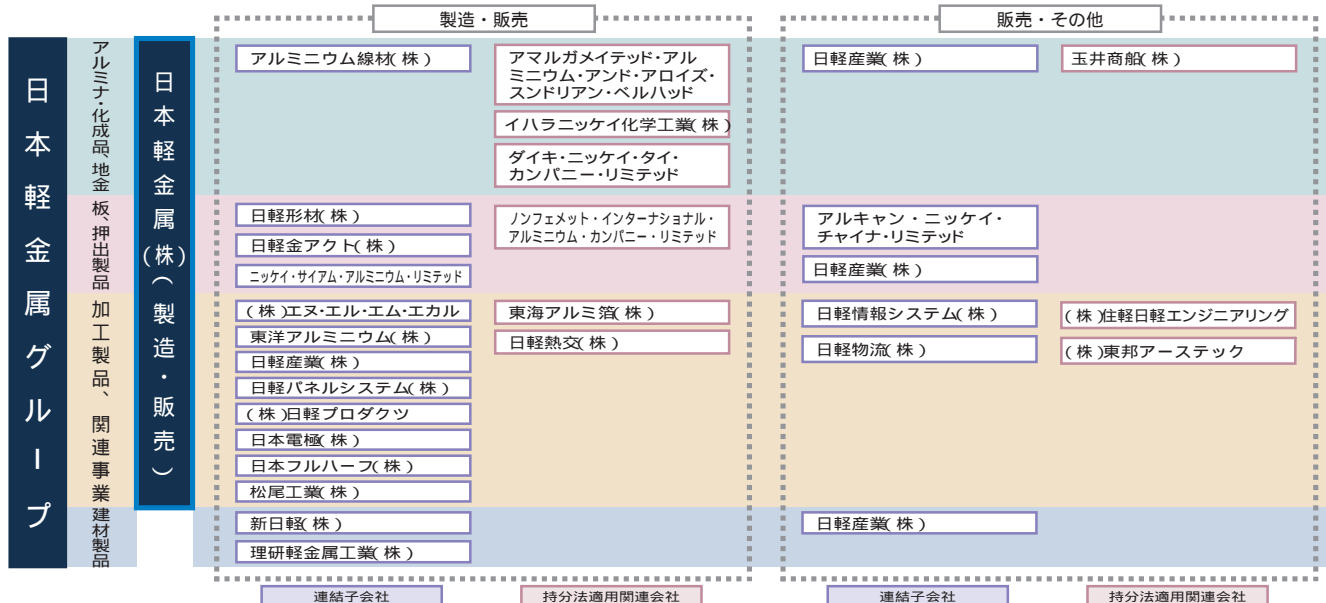 製造・販売
販売・その他
日本軽金属グループ
アルミナ・化成品、地金
日本軽金属(株)(製造・販売)
アルミニウム線材(株)
アマルガメイテッド・アル
ミニウム・アンド・アロイズ・
スンドリアン・ベルハッド
イハラニッケイ化学工業(株)
ダイキ・ニッケイ・タイ・
カンパニー・リミテッド
日軽産業(株)
玉井商船(株)
板、押出製品
日軽形材(株)
日軽金アクト(株)
ニッケイ・サイアム・アルミニウム・リミテッド
ノンフェメット・インターナショナル・
アルミニウム・カンパニー・リミテッド
アルキャン・ニッケイ・
チャイナ・リミテッド
日軽産業(株)
加工製品、関連事業
(株)エヌ・エル・エム・エカル
東洋アルミニウム(株)
日軽産業(株)
日軽パネルシステム(株)
(株)日軽プロダクツ
日本電極(株)
日本フルハーフ(株)
松尾工業(株)
東海アルミ箔(株)
日軽熱交(株)
日軽情報システム(株)
日軽物流(株)
(株)住軽日軽エンジニアリング
(株)東邦アーステック
建材製品
新日軽(株)
理研軽金属工業(株)
日軽産業(株)
連結子会社
持分法適用関連会社
連結子会社
持分法適用関連会社